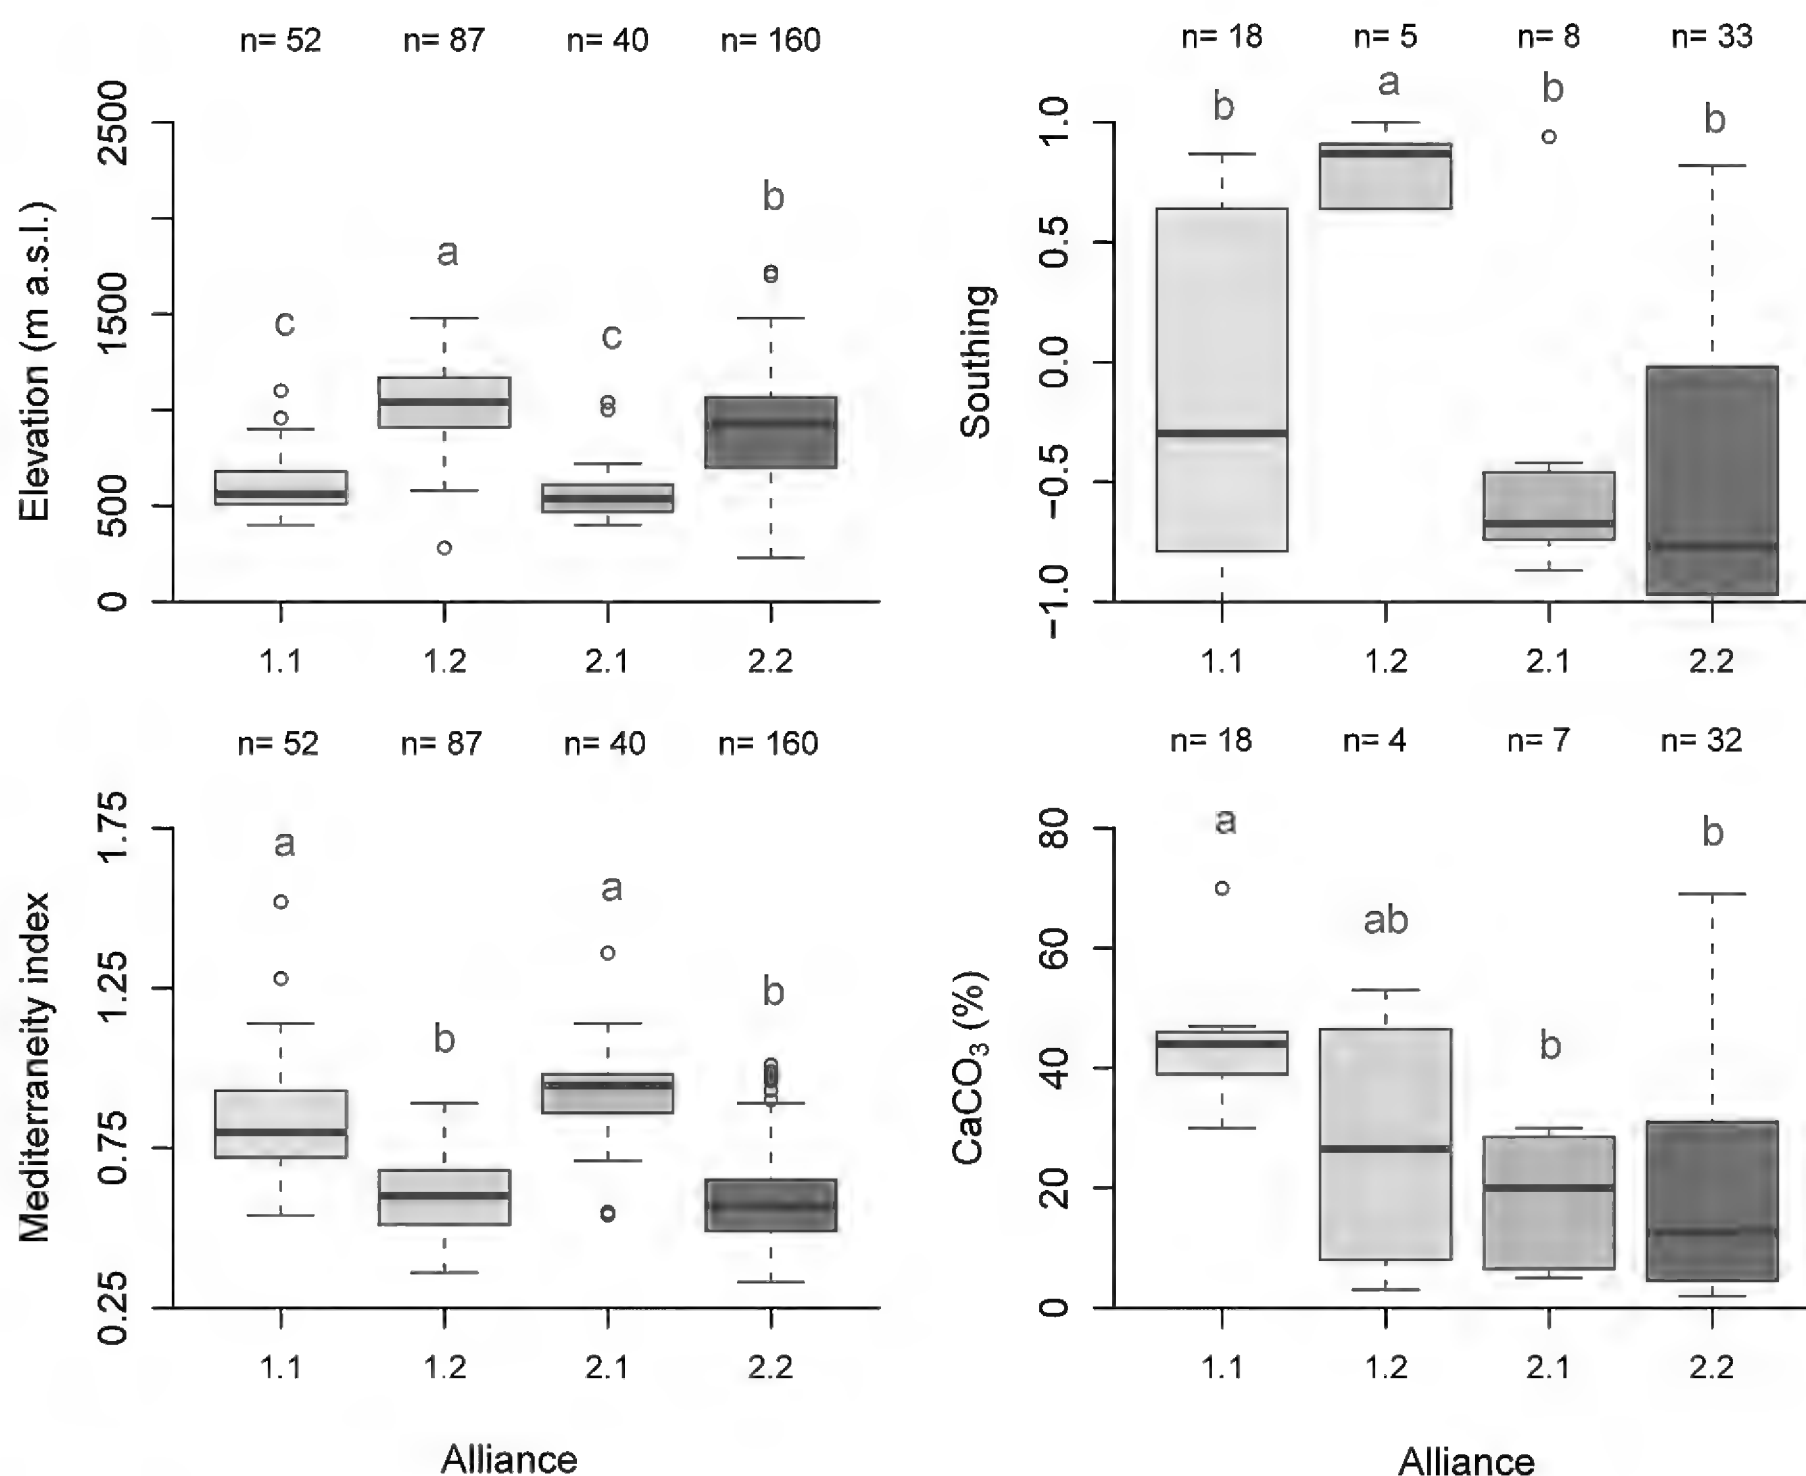 n= 52 n= 87 n= 40 n= 160
Elevation (m a.s.l.)
2500
1500
500
0
c a c b
1.1 1.2 2.1 2.2
n= 18 n= 5 n= 8 n= 33
Southing
1.0
0.5
0.0
−0.5
−1.0
b a b b
1.1 1.2 2.1 2.2
n= 52 n= 87 n= 40 n= 160
Mediterraneity index
1.75
1.25
0.75
0.25
a b a b
1.1 1.2 2.1 2.2
Alliance
n= 18 n= 4 n= 7 n= 32
CaCO₃ (%)
80
60
40
20
0
a ab b b
1.1 1.2 2.1 2.2
Alliance